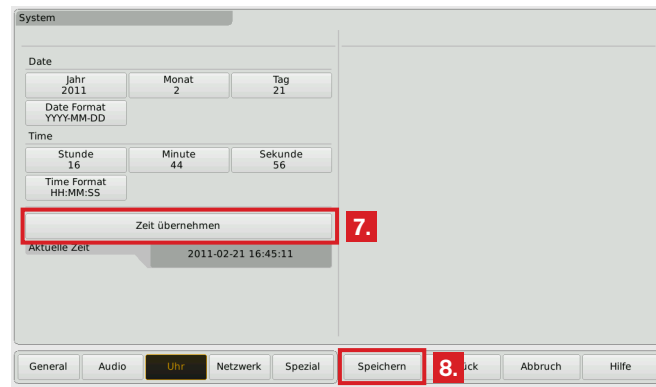 System
Date
Jahr Monat Tag
2011 2 21
Date Format
YYYY-MM-DD
Time
Stunde Minute Sekunde
16 44 56
Time Format
HH:MM:SS
Zeit übernehmen 7.
Aktuelle Zeit 2011-02-21 16:45:11
General Audio Uhr Netzwerk Spezial Speichern 8. Abbruch Hilfe